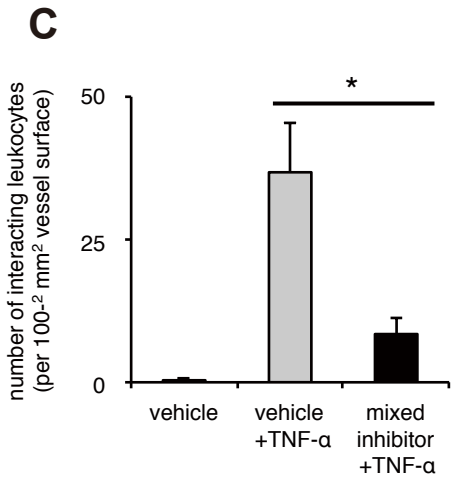 C
number of interacting leukocytes
(per 100-² mm² vessel surface)
50
25
0
*
vehicle
vehicle
+TNF-α
mixed
inhibitor
+TNF-α